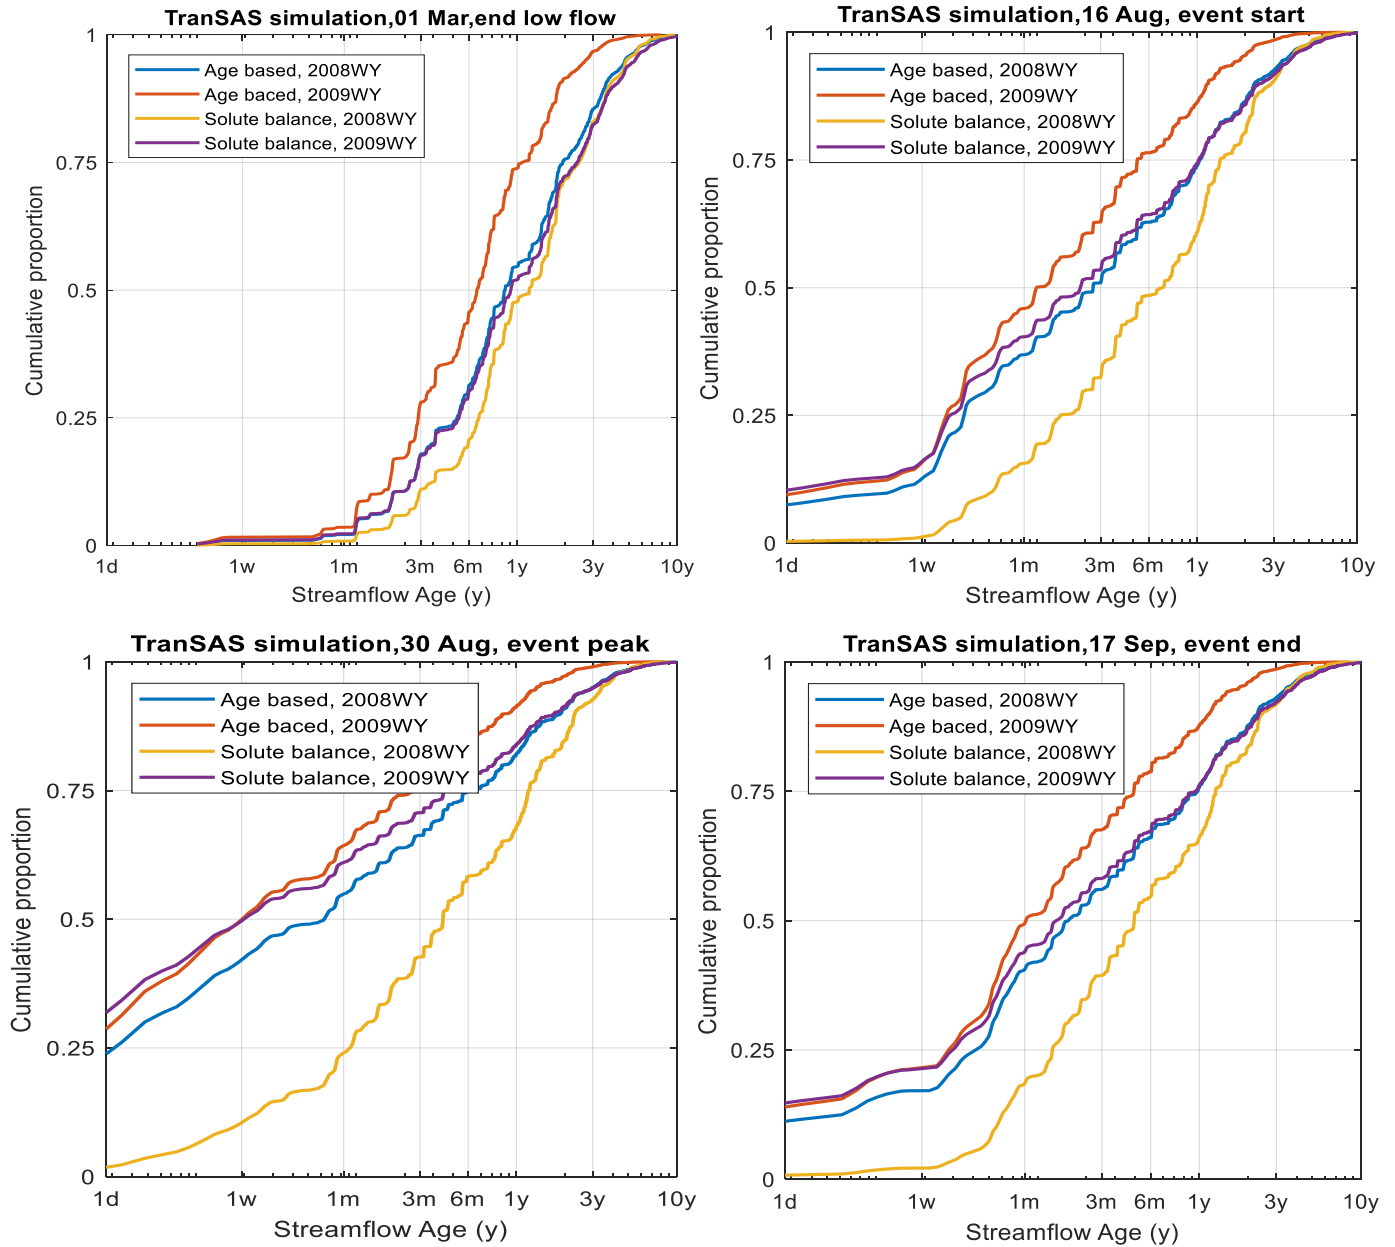 TranSAS simulation,01 Mar,end low flow
1
0.75
0.5
0.25
0
Cumulative proportion
Age based, 2008WY
Age baced, 2009WY
Solute balance, 2008WY
Solute balance, 2009WY
1d 1w 1m 3m 6m 1y 3y 10y
Streamflow Age (y)
TranSAS simulation,16 Aug, event start
1
0.75
0.5
0.25
0
Cumulative proportion
Age based, 2008WY
Age baced, 2009WY
Solute balance, 2008WY
Solute balance, 2009WY
1d 1w 1m 3m 6m 1y 3y 10y
Streamflow Age (y)
TranSAS simulation,30 Aug, event peak
1
0.75
0.5
0.25
0
Cumulative proportion
Age based, 2008WY
Age baced, 2009WY
Solute balance, 2008WY
Solute balance, 2009WY
1d 1w 1m 3m 6m 1y 3y 10y
Streamflow Age (y)
TranSAS simulation,17 Sep, event end
1
0.75
0.5
0.25
0
Cumulative proportion
Age based, 2008WY
Age baced, 2009WY
Solute balance, 2008WY
Solute balance, 2009WY
1d 1w 1m 3m 6m 1y 3y 10y
Streamflow Age (y)